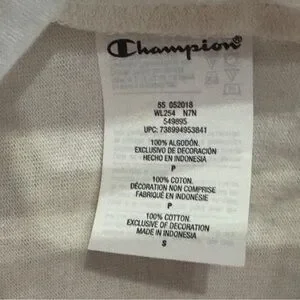 Champion
SS 052018
WL254 N7N
549895
UPC: 738994953841
100% ALGODÓN.
EXCLUSIVO DE DECORACIÓN
HECHO EN INDONESIA
P
100% COTON.
DÉCORATION NON COMPRISE
FABRIQUÉ EN INDONÉSIE
P
100% COTTON.
EXCLUSIVE OF DECORATION
MADE IN INDONESIA
S